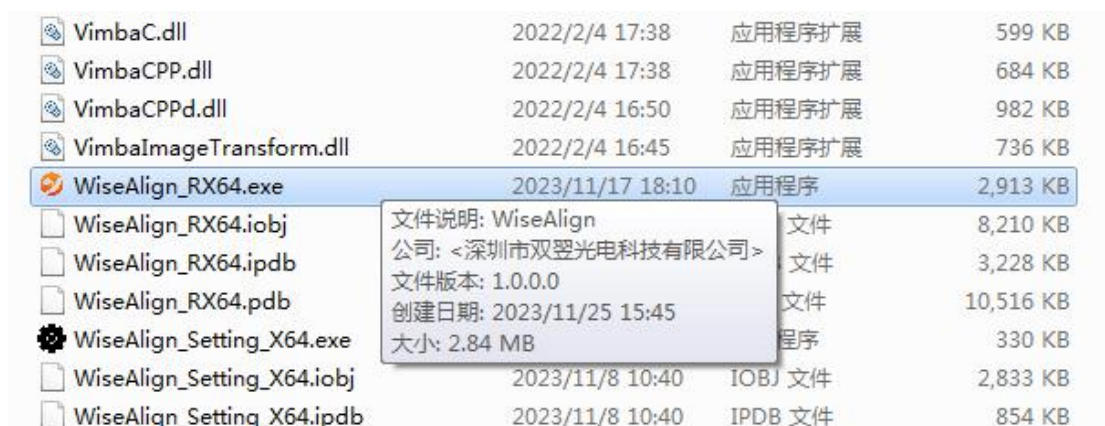 VimbaC.dll 2022/2/4 17:38 应用程序扩展 599 KB
VimbaCPP.dll 2022/2/4 17:38 应用程序扩展 684 KB
VimbaCPPd.dll 2022/2/4 16:50 应用程序扩展 982 KB
VimbaImageTransform.dll 2022/2/4 16:45 应用程序扩展 736 KB
WiseAlign_RX64.exe 2023/11/17 18:10 应用程序 2,913 KB
WiseAlign_RX64.iobj 文件 8,210 KB
WiseAlign_RX64.ipdb 文件 3,228 KB
WiseAlign_RX64.pdb 文件 10,516 KB
WiseAlign_Setting_X64.exe 程序 330 KB
文件说明: WiseAlign
公司: <深圳市双翌光电科技有限公司>
文件版本: 1.0.0.0
创建日期: 2023/11/25 15:45
大小: 2.84 MB
WiseAlign_Setting_X64.iobj 2023/11/8 10:40 IOBJ 文件 2,833 KB
WiseAlign_Setting_X64.ipdb 2023/11/8 10:40 IPDB 文件 854 KB